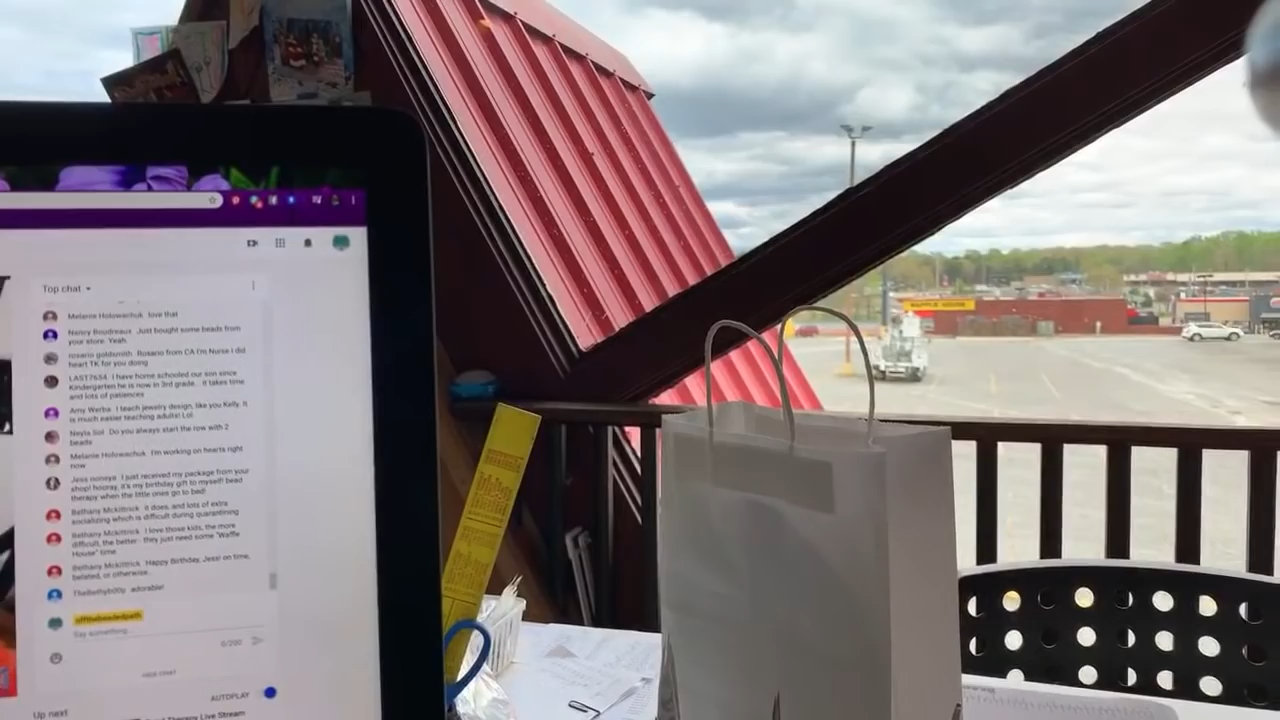 Top chat
Melanie Holowachuk love that
Nancy Boudreaux Just bought some beads from
your store. Yeah.
rosario goldsmith Rosario from CA I'm Nurse I did
heart TK for you doing
LAST7654 I have home schooled our son since
Kindergarten he is now in 3rd grade. it takes time
and lots of patiences
Amy Werbs I teach jewelry design, like you Kelly. It
is much easier teaching adults! Lol.
Neyla Sol Do you always start the row with 2
beads
Melanie Holowachuk I'm working on hearts right
now
Jess noneya I just received my package from your
shop! hooray, it's my birthday gift to myself! bead
therapy when the little ones go to bed!
Bethany Mckittrick it does, and lots of extra
socializing which is difficult during quarantining
Bethany Mckittrick I love those kids, the more
difficult, the better - they just need some "Waffle
House" time
Bethany Mckittrick Happy Birthday, Jess! on time,
belated, or otherwise...
TheBethyb00p adorable!
offthebeadedpath
Say something...
0/200
HIDE CHAT
AUTOPLAY
Up next
Therapy Live Stream
WAFFLE HOUSE